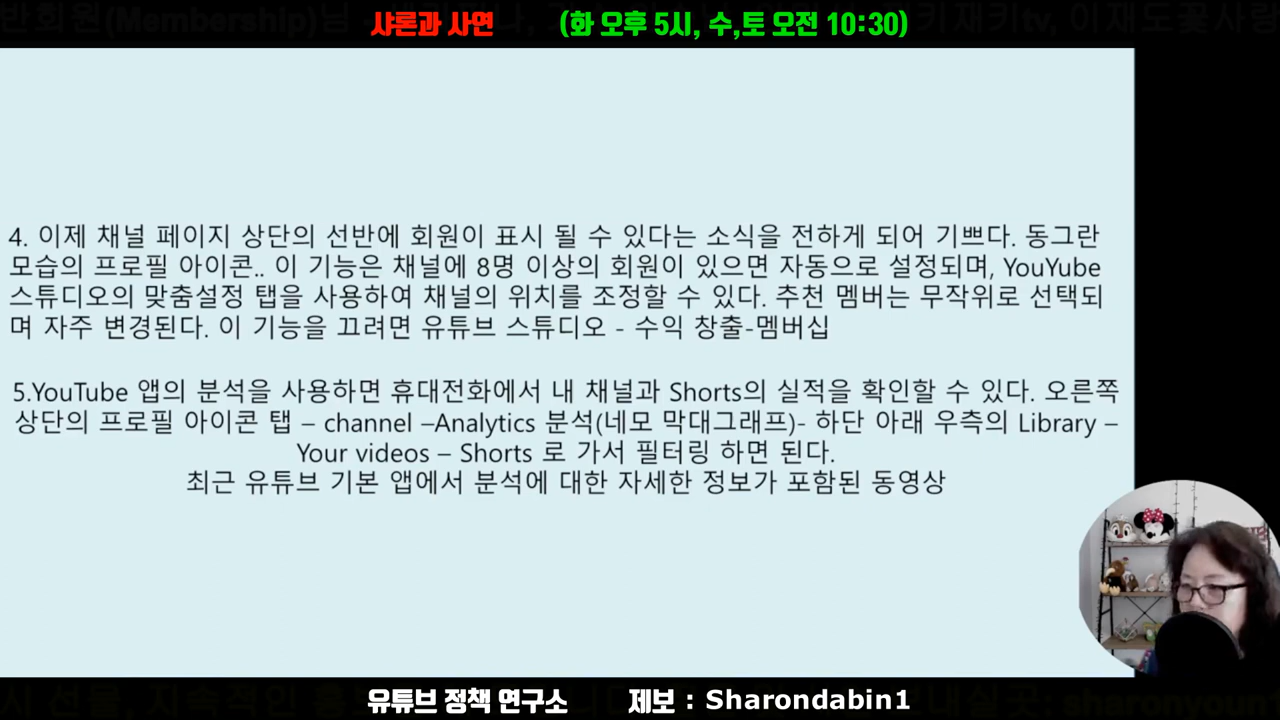 샤론과 사연 (화 오후 5시, 수,토 오전 10:30)
4. 이제 채널 페이지 상단의 선반에 회원이 표시 될 수 있다는 소식을 전하게 되어 기쁘다. 동그란
모습의 프로필 아이콘.. 이 기능은 채널에 8명 이상의 회원이 있으면 자동으로 설정되며, YouYube
스튜디오의 맞춤설정 탭을 사용하여 채널의 위치를 조정할 수 있다. 추천 멤버는 무작위로 선택되
며 자주 변경된다. 이 기능을 끄려면 유튜브 스튜디오 - 수익 창출-멤버십
5.YouTube 앱의 분석을 사용하면 휴대전화에서 내 채널과 Shorts의 실적을 확인할 수 있다. 오른쪽
상단의 프로필 아이콘 탭 – channel –Analytics 분석(네모 막대그래프)- 하단 아래 우측의 Library –
Your videos – Shorts 로 가서 필터링 하면 된다.
최근 유튜브 기본 앱에서 분석에 대한 자세한 정보가 포함된 동영상
유튜브 정책 연구소 제보 : Sharondabin1